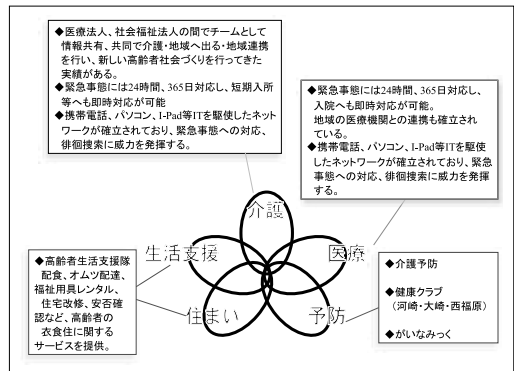 ◆医療法人、社会福祉法人の間でチームとして
情報共有、共同で介護・地域へ出る・地域連携
を行い、新しい高齢者社会づくりを行ってきた
実績がある。
◆緊急事態には24時間、365日対応し、短期入所
等へも即時対応が可能
◆携帯電話、パソコン、I-Pad等ITを駆使したネット
ワークが確立されており、緊急事態への対応、
徘徊捜索に威力を発揮する。
◆緊急事態には24時間、365日対応し、
入院へも即時対応が可能。
地域の医療機関との連携も確立され
ている。
◆携帯電話、パソコン、I-Pad等ITを駆使
したネットワークが確立されており、緊急
事態への対応、徘徊捜索に威力を発揮
する。
介護
生活支援
医療
住まい
予防
◆高齢者生活支援隊
配食、オムツ配達、
福祉用具レンタル、
住宅改修、安否確
認など、高齢者の
衣食住に関する
サービスを提供。
◆介護予防
◆健康クラブ
（河崎・大崎・西福原）
◆がいなみっく